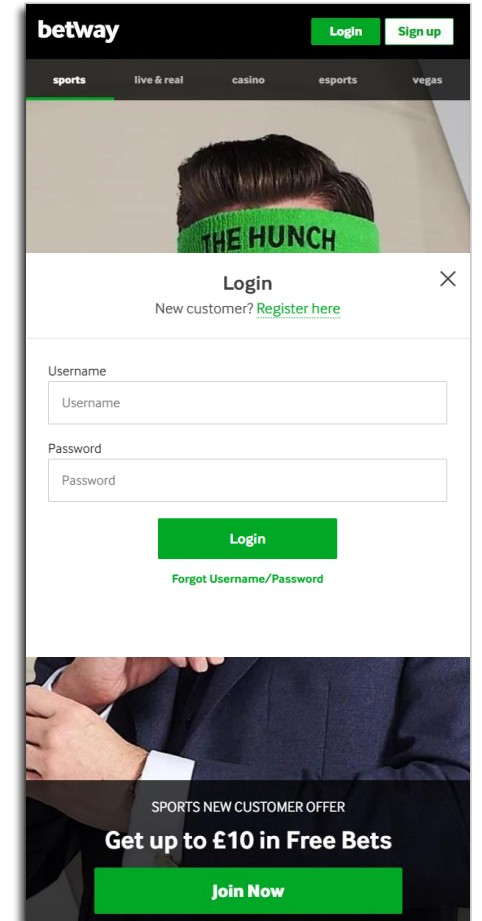 betway
Login
Sign up
sports
live & real
casino
esports
vegas
THE HUNCH
Login
New customer? Register here
Username
Username
Password
Password
Login
Forgot Username/Password
SPORTS NEW CUSTOMER OFFER
Get up to £10 in Free Bets
Join Now